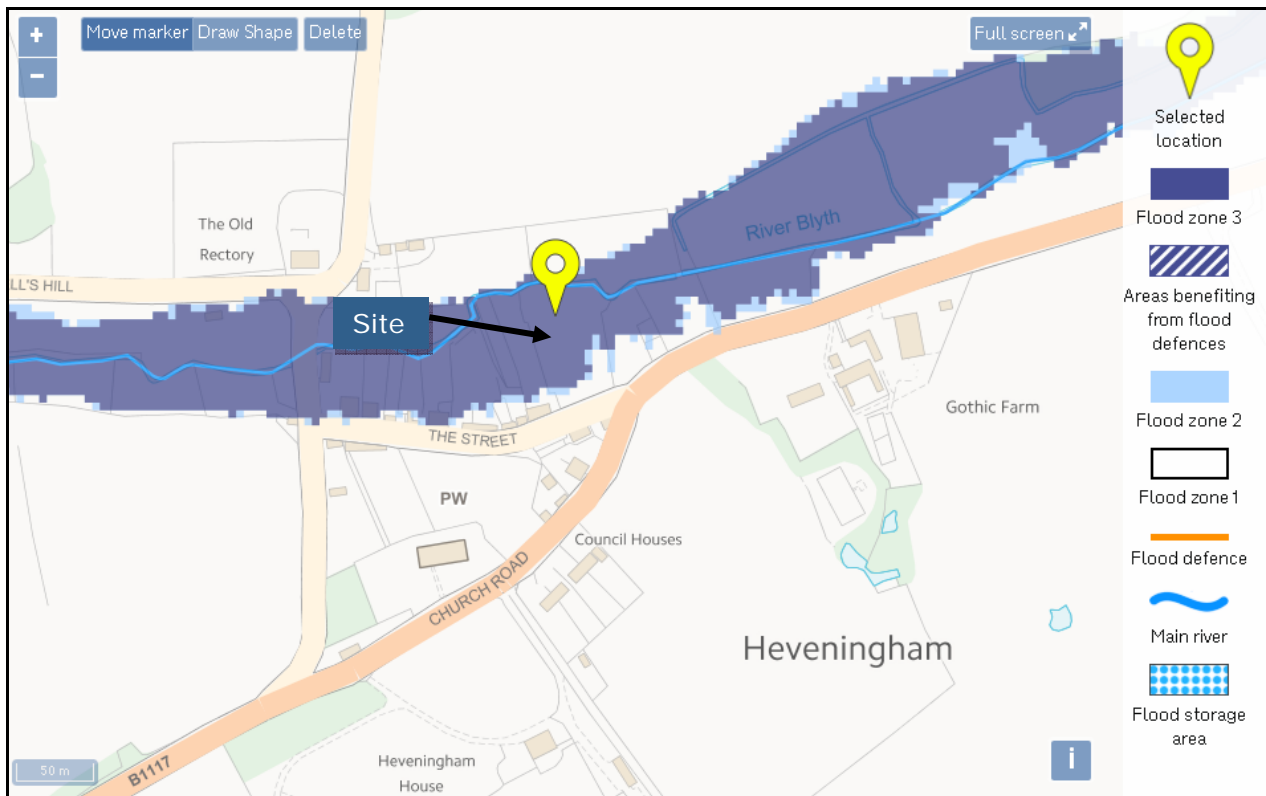 +
−
Move marker
Draw Shape
Delete
Full screen
The Old
Rectory
LL'S HILL
River Blyth
Site
THE STREET
PW
Gothic Farm
Council Houses
CHURCH ROAD
Heveningham
B1117
Heveningham
House
50 m
i
Selected
location
Flood zone 3
Areas benefiting
from flood
defences
Flood zone 2
Flood zone 1
Flood defence
Main river
Flood storage
area